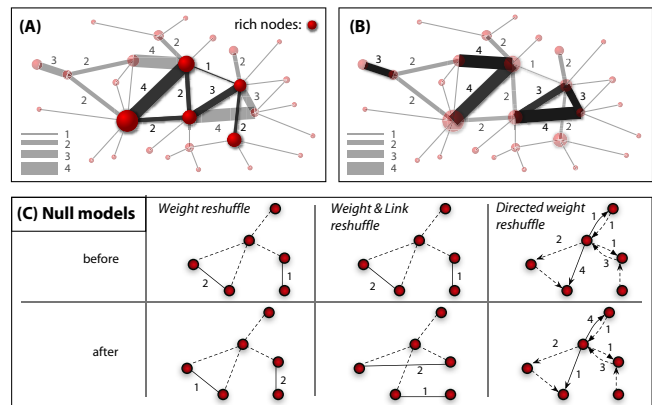 (A) rich nodes:
4 2
3 2
4 1
2 2 3 3
2 4 2
1
2
3
4
(B)
4 2
3 2
4 1
2 2 3 3
2 4 2
1
2
3
4
(C) Null models
Weight reshuffle
Weight & Link
reshuffle
Directed weight
reshuffle
before
2 1
2 1
1 1 2 1 3 4
after
1 2
2 1
4 1 2 1 3 1